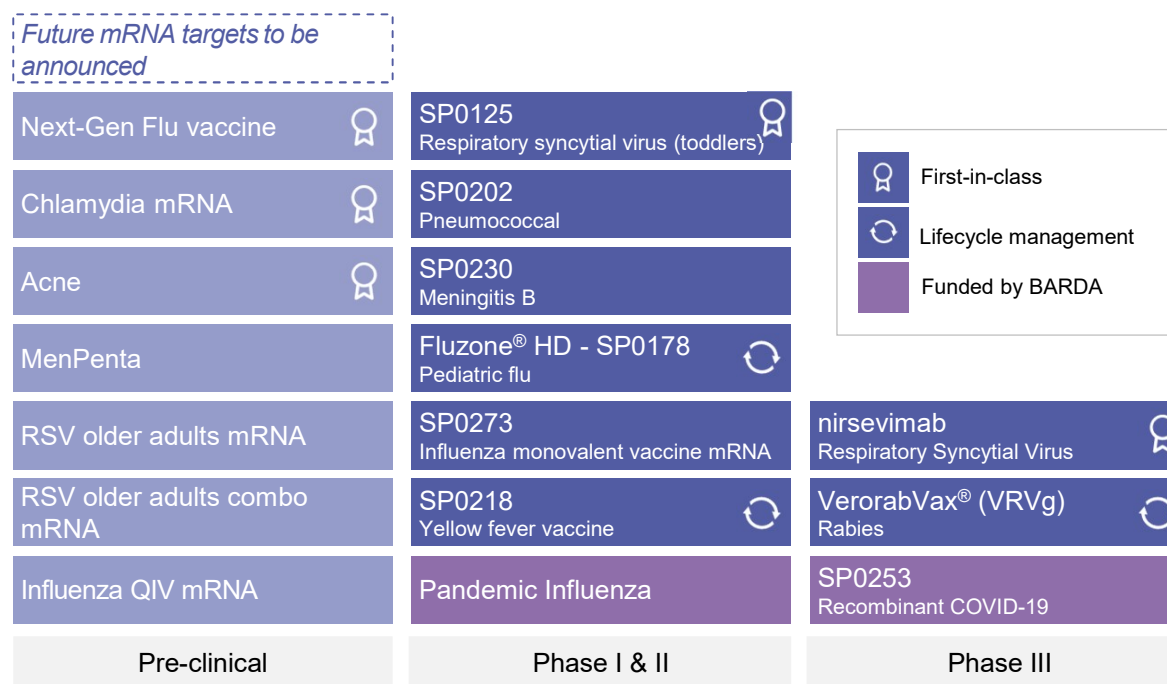 Future mRNA targets to be
announced
Next-Gen Flu vaccine
Chlamydia mRNA
Acne
MenPenta
RSV older adults mRNA
RSV older adults combo
mRNA
Influenza QIV mRNA
Pre-clinical
SP0125
Respiratory syncytial virus (toddlers)
SP0202
Pneumococcal
SP0230
Meningitis B
Fluzone® HD - SP0178
Pediatric flu
SP0273
Influenza monovalent vaccine mRNA
SP0218
Yellow fever vaccine
Pandemic Influenza
Phase I & II
First-in-class
Lifecycle management
Funded by BARDA
nirsevimab
Respiratory Syncytial Virus
VerorabVax® (VRVg)
Rabies
SP0253
Recombinant COVID-19
Phase III